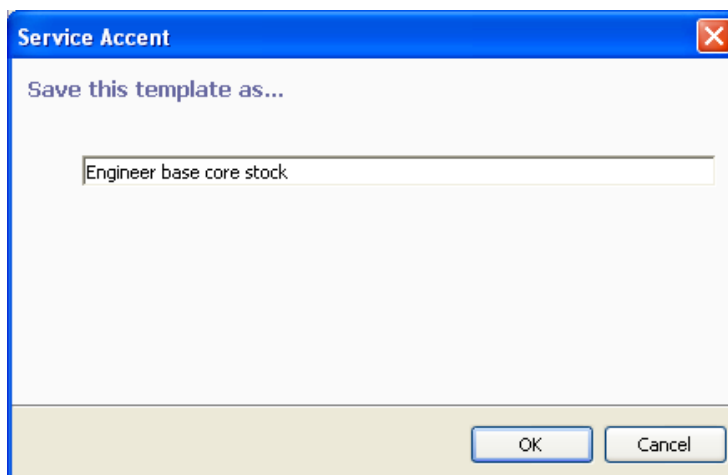 Service Accent
Save this template as...
Engineer base core stock
OK
Cancel